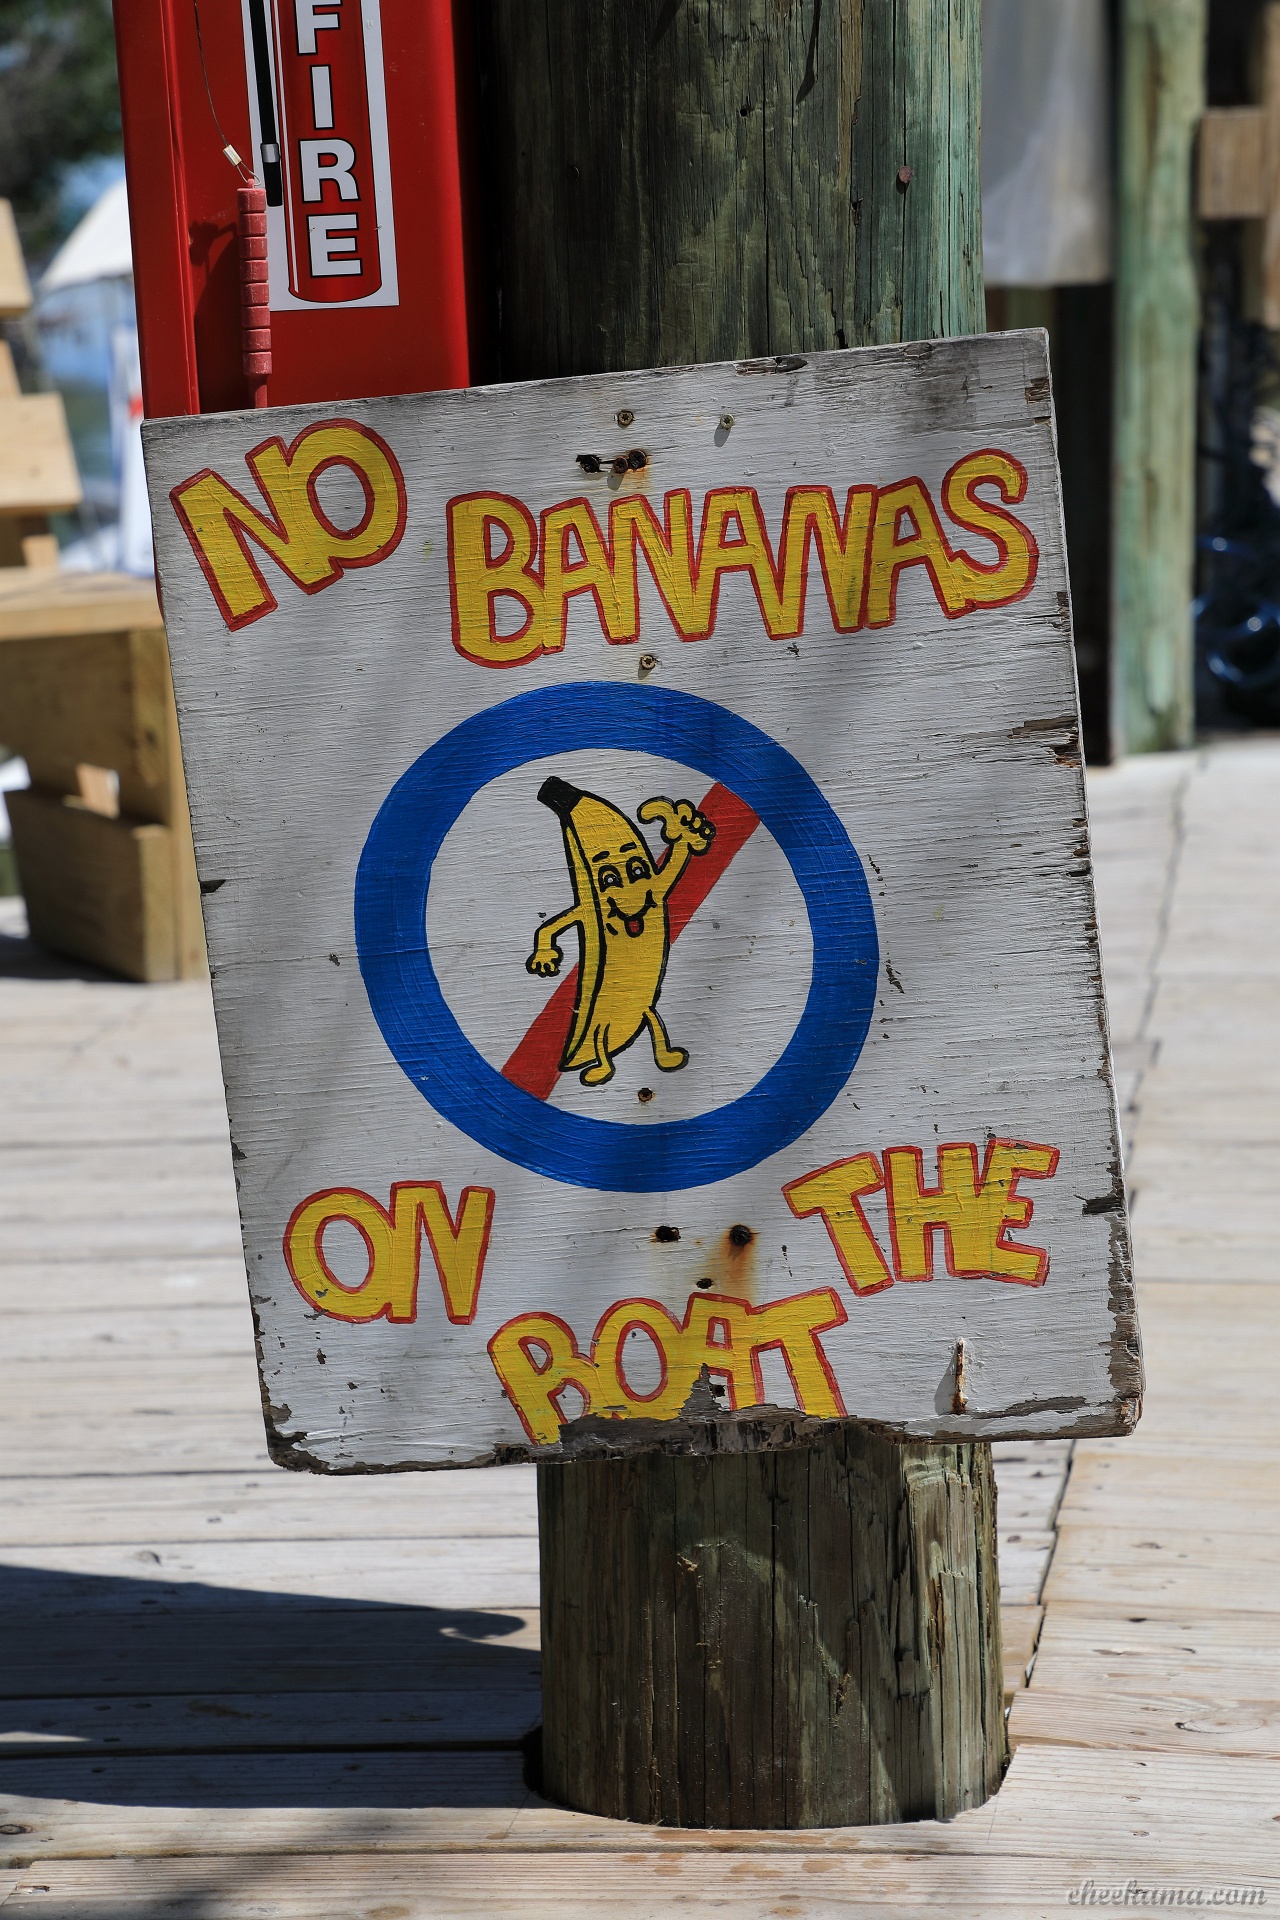 FIRE
NO
BANANAS
ON THE
BOAT
cheekama.com